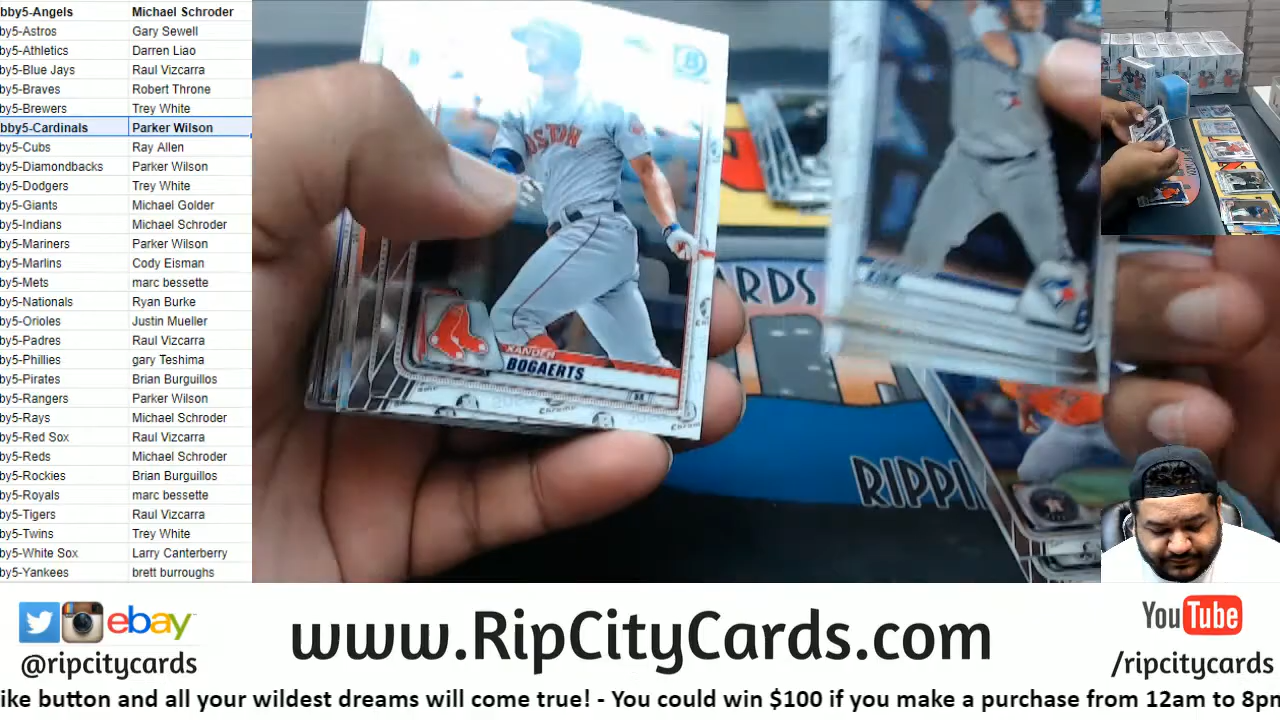 bby5-Angels Michael Schroder
by5-Astros Gary Sewell
by5-Athletics Darren Liao
by5-Blue Jays Raul Vizcarra
by5-Braves Robert Throne
by5-Brewers Trey White
bby5-Cardinals Parker Wilson
by5-Cubs Ray Allen
by5-Diamondbacks Parker Wilson
by5-Dodgers Trey White
by5-Giants Michael Golder
by5-Indians Michael Schroder
by5-Mariners Parker Wilson
by5-Marlins Cody Eisman
by5-Mets marc bessette
by5-Nationals Ryan Burke
by5-Orioles Justin Mueller
by5-Padres Raul Vizcarra
by5-Phillies gary Teshima
by5-Pirates Brian Burguillos
by5-Rangers Parker Wilson
by5-Rays Michael Schroder
by5-Red Sox Raul Vizcarra
by5-Reds Michael Schroder
by5-Rockies Brian Burguillos
by5-Royals marc bessette
by5-Tigers Raul Vizcarra
by5-Twins Trey White
by5-White Sox Larry Canterberry
by5-Yankees brett burroughs
B
OSTON
XANDER
BOGAERTS
ARDS
RIPPI
ebay
@ripcitycards
www.RipCityCards.com
YouTube
/ripcitycards
ike button and all your wildest dreams will come true! - You could win $100 if you make a purchase from 12am to 8pm